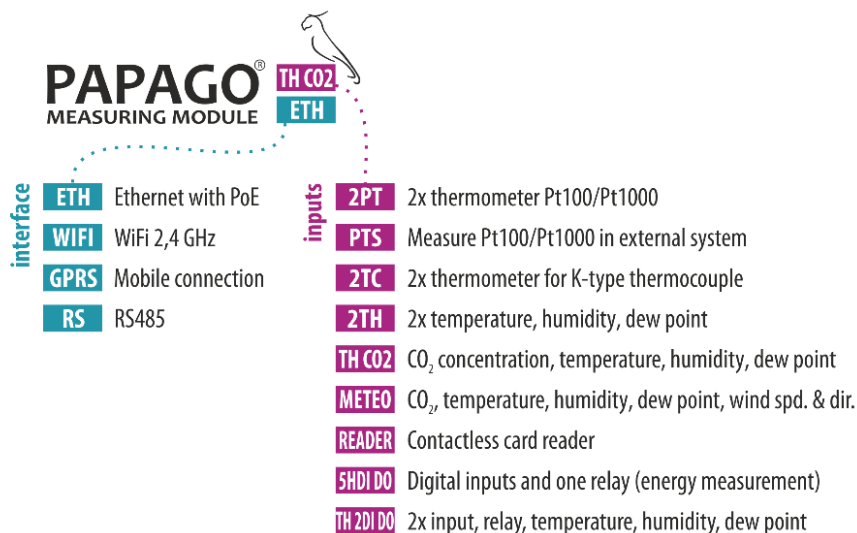 PAPAGO® TH CO2
MEASURING MODULE ETH
interface
ETH Ethernet with PoE
WIFI WiFi 2,4 GHz
GPRS Mobile connection
RS RS485
inputs
2PT 2x thermometer Pt100/Pt1000
PTS Measure Pt100/Pt1000 in external system
2TC 2x thermometer for K-type thermocouple
2TH 2x temperature, humidity, dew point
TH CO2 CO₂ concentration, temperature, humidity, dew point
METEO CO₂, temperature, humidity, dew point, wind spd. & dir.
READER Contactless card reader
5HDI DO Digital inputs and one relay (energy measurement)
TH 2DI DO 2x input, relay, temperature, humidity, dew point